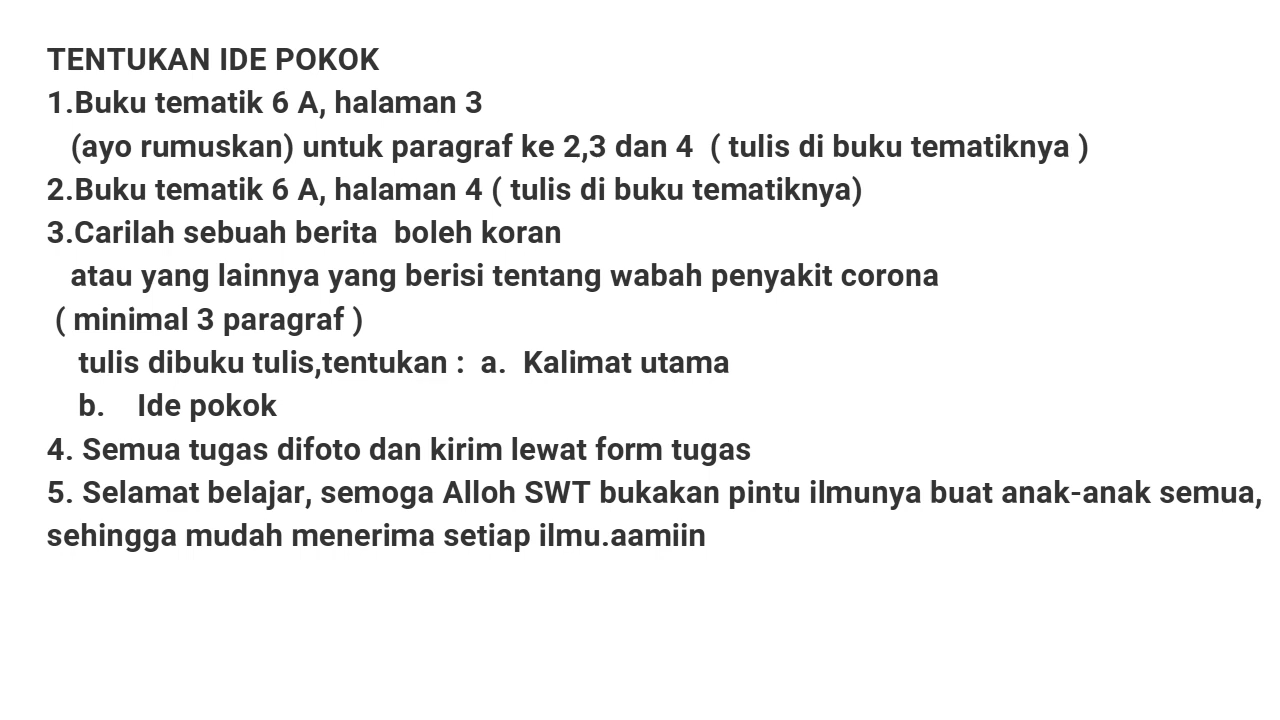 TENTUKAN IDE POKOK
1.Buku tematik 6 A, halaman 3
(ayo rumuskan) untuk paragraf ke 2,3 dan 4  ( tulis di buku tematiknya )
2.Buku tematik 6 A, halaman 4 ( tulis di buku tematiknya)
3.Carilah sebuah berita  boleh koran
atau yang lainnya yang berisi tentang wabah penyakit corona
( minimal 3 paragraf )
tulis dibuku tulis,tentukan :  a.  Kalimat utama
b.    Ide pokok
4. Semua tugas difoto dan kirim lewat form tugas
5. Selamat belajar, semoga Alloh SWT bukakan pintu ilmunya buat anak-anak semua,
sehingga mudah menerima setiap ilmu.aamiin